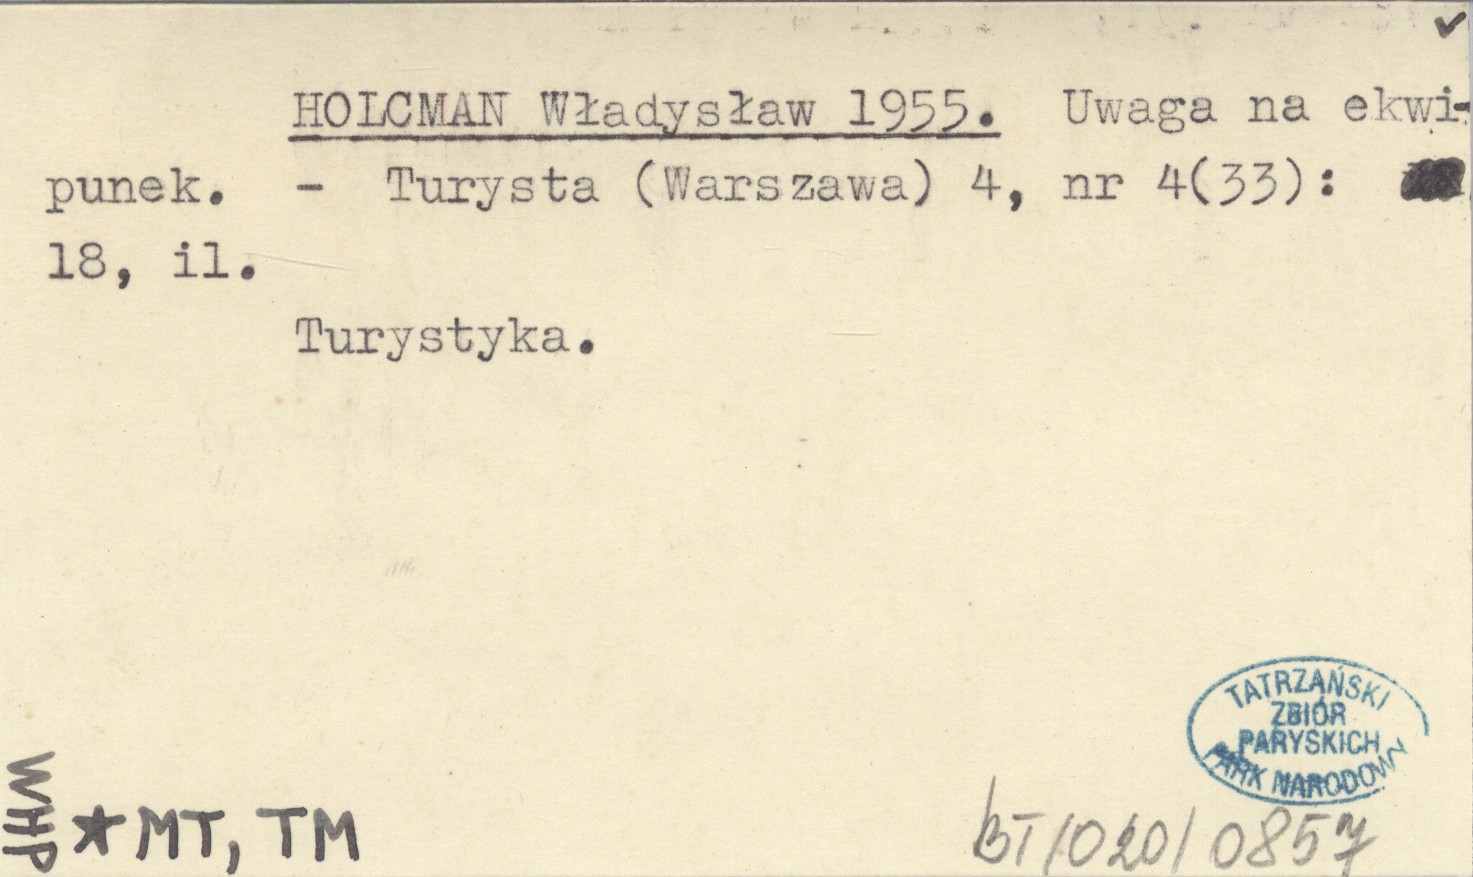 ✓
HOLCMAN Władysław 1955. Uwaga na ekwi-
punek. - Turysta (Warszawa) 4, nr 4(33):
18, il.
Turystyka.
TATRZAŃSKI
ZBIÓR
PARYSKICH
PARK NARODOWY
WHP
*MT, TM
BT/020/0857